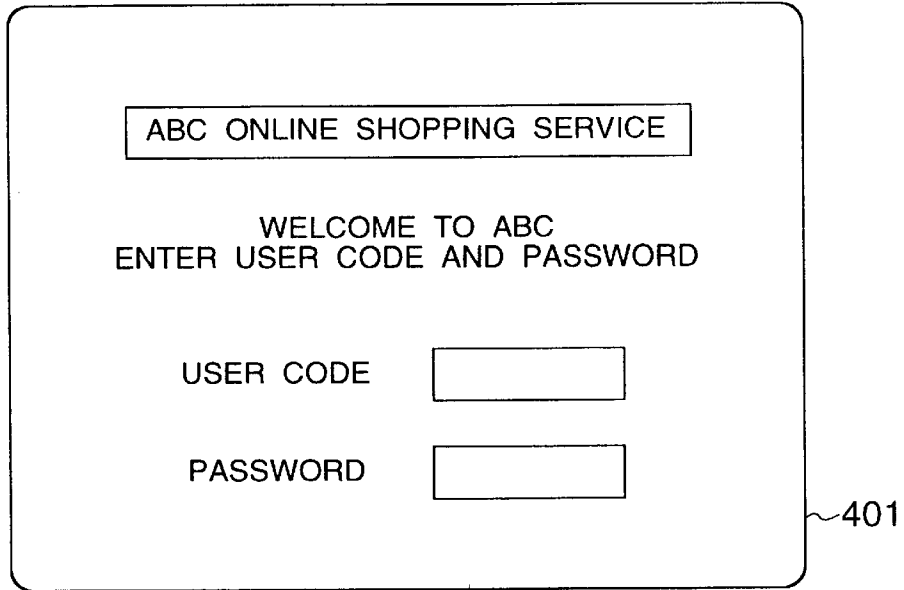 ABC ONLINE SHOPPING SERVICE
WELCOME TO ABC
ENTER USER CODE AND PASSWORD
USER CODE
PASSWORD
401